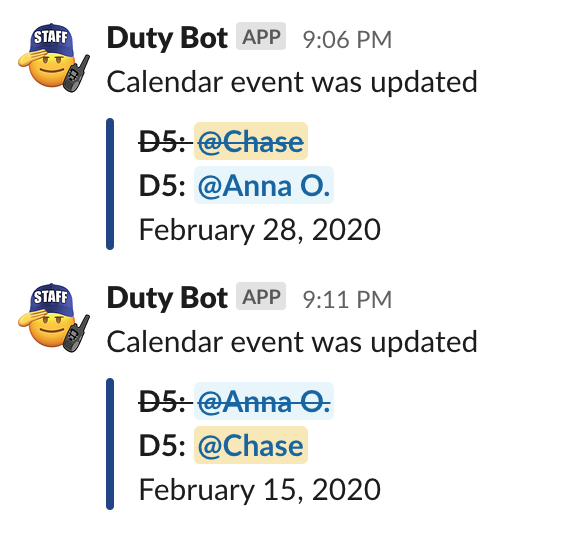 STAFF
Duty Bot APP 9:06 PM
Calendar event was updated
D5: @Chase
D5: @Anna O.
February 28, 2020
STAFF
Duty Bot APP 9:11 PM
Calendar event was updated
D5: @Anna O.
D5: @Chase
February 15, 2020